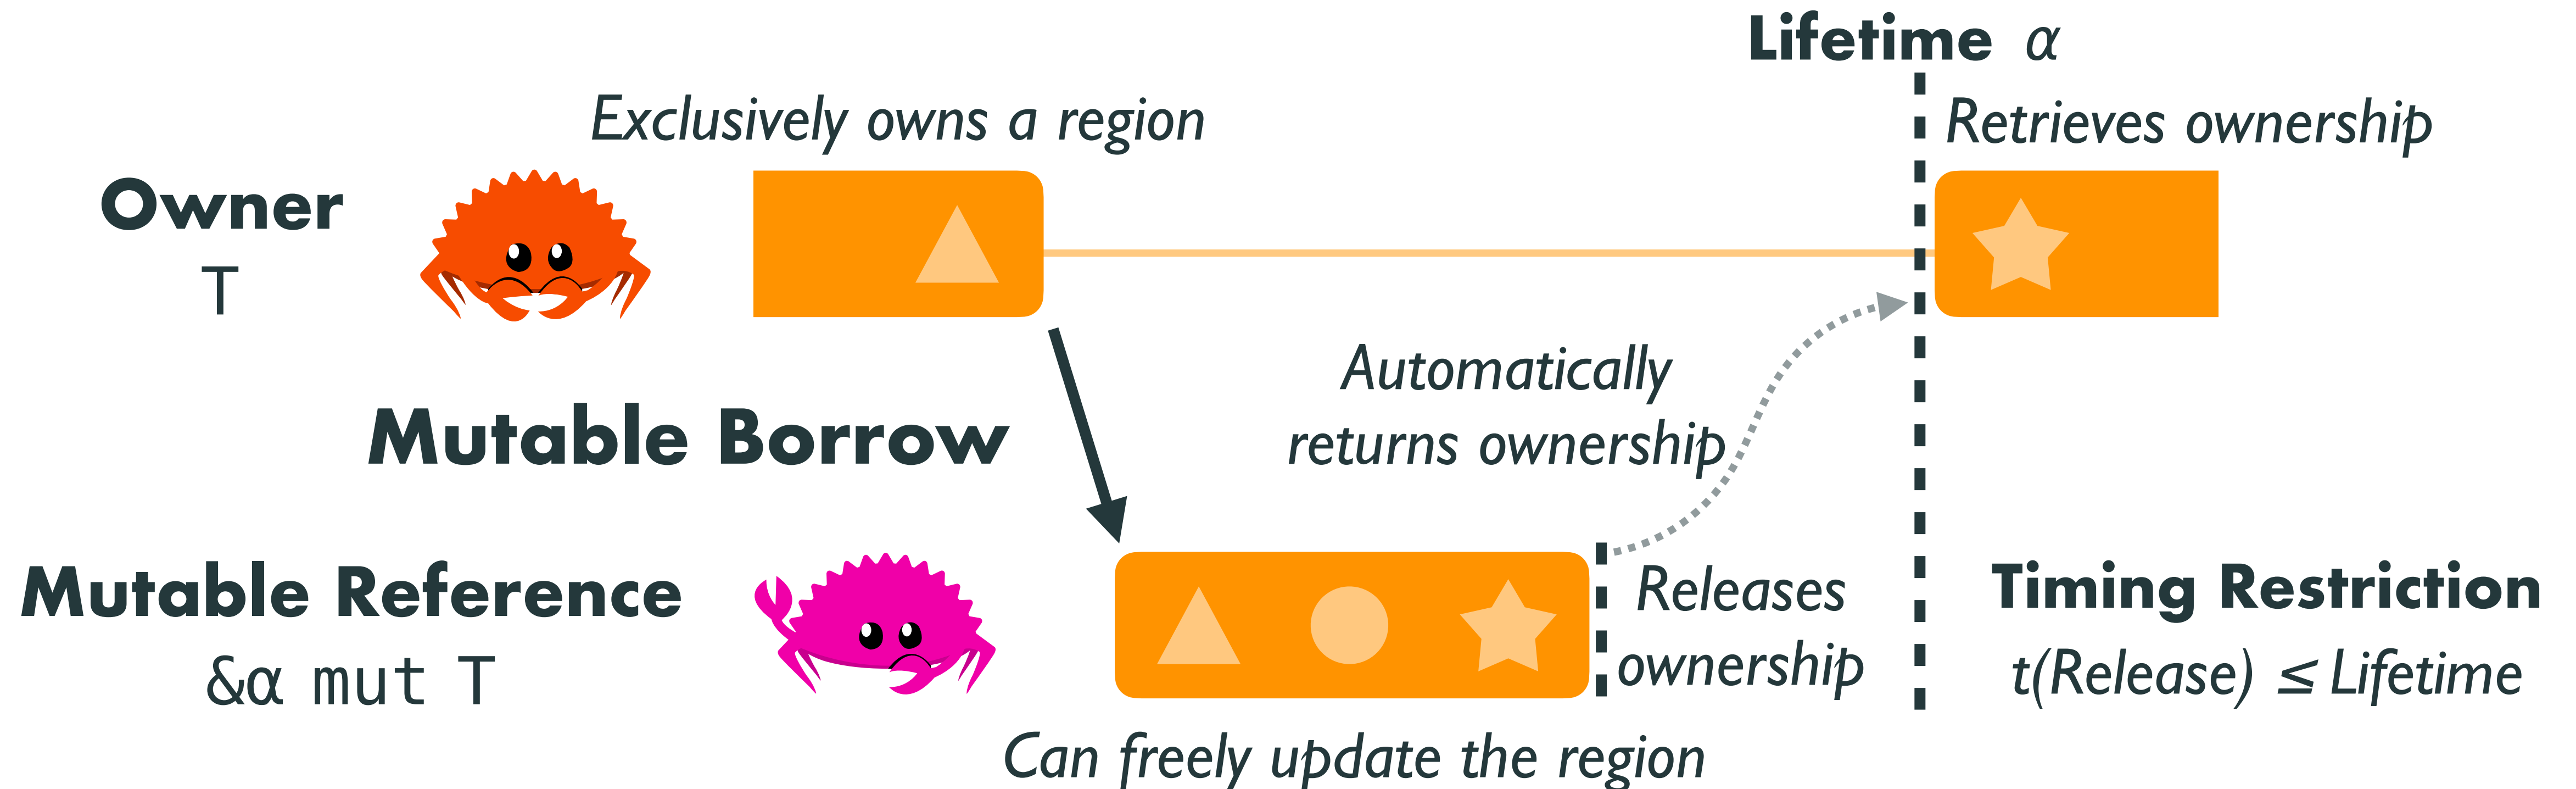 Lifetime α
Exclusively owns a region
Retrieves ownership
Owner
T
Automatically
returns ownership
Mutable Borrow
Mutable Reference
&α mut T
Releases
ownership
Timing Restriction
t(Release) ≤ Lifetime
Can freely update the region